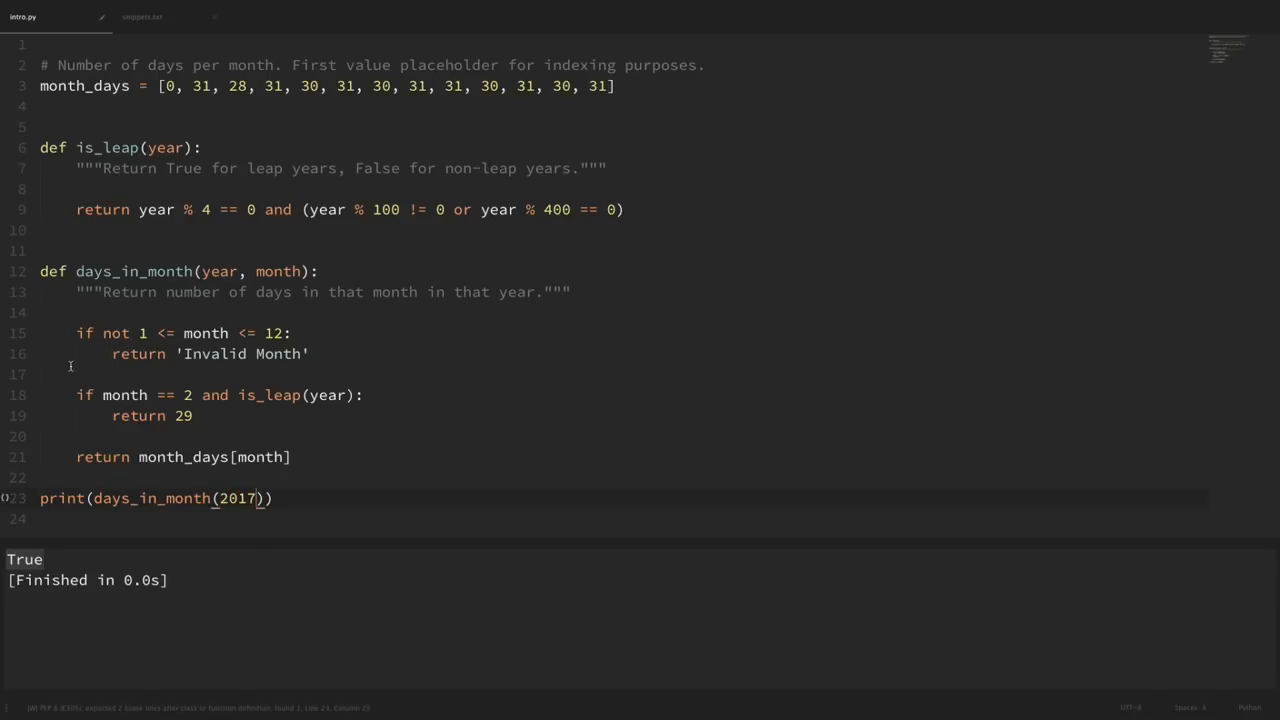 intro.py
snippets.txt
1
2 # Number of days per month. First value placeholder for indexing purposes.
3 month_days = [0, 31, 28, 31, 30, 31, 30, 31, 31, 30, 31, 30, 31]
4
5
6 def is_leap(year):
7     """Return True for leap years, False for non-leap years."""
8
9     return year % 4 == 0 and (year % 100 != 0 or year % 400 == 0)
10
11
12 def days_in_month(year, month):
13     """Return number of days in that month in that year."""
14
15     if not 1 <= month <= 12:
16         return 'Invalid Month'
17
18     if month == 2 and is_leap(year):
19         return 29
20
21     return month_days[month]
22
23 print(days_in_month(2017))
24
True
[Finished in 0.0s]
[W] PEP 8 (E305): expected 2 blank lines after class or function definition, found 1, Line 23, Column 25
UTF-8
Spaces: 4
Python